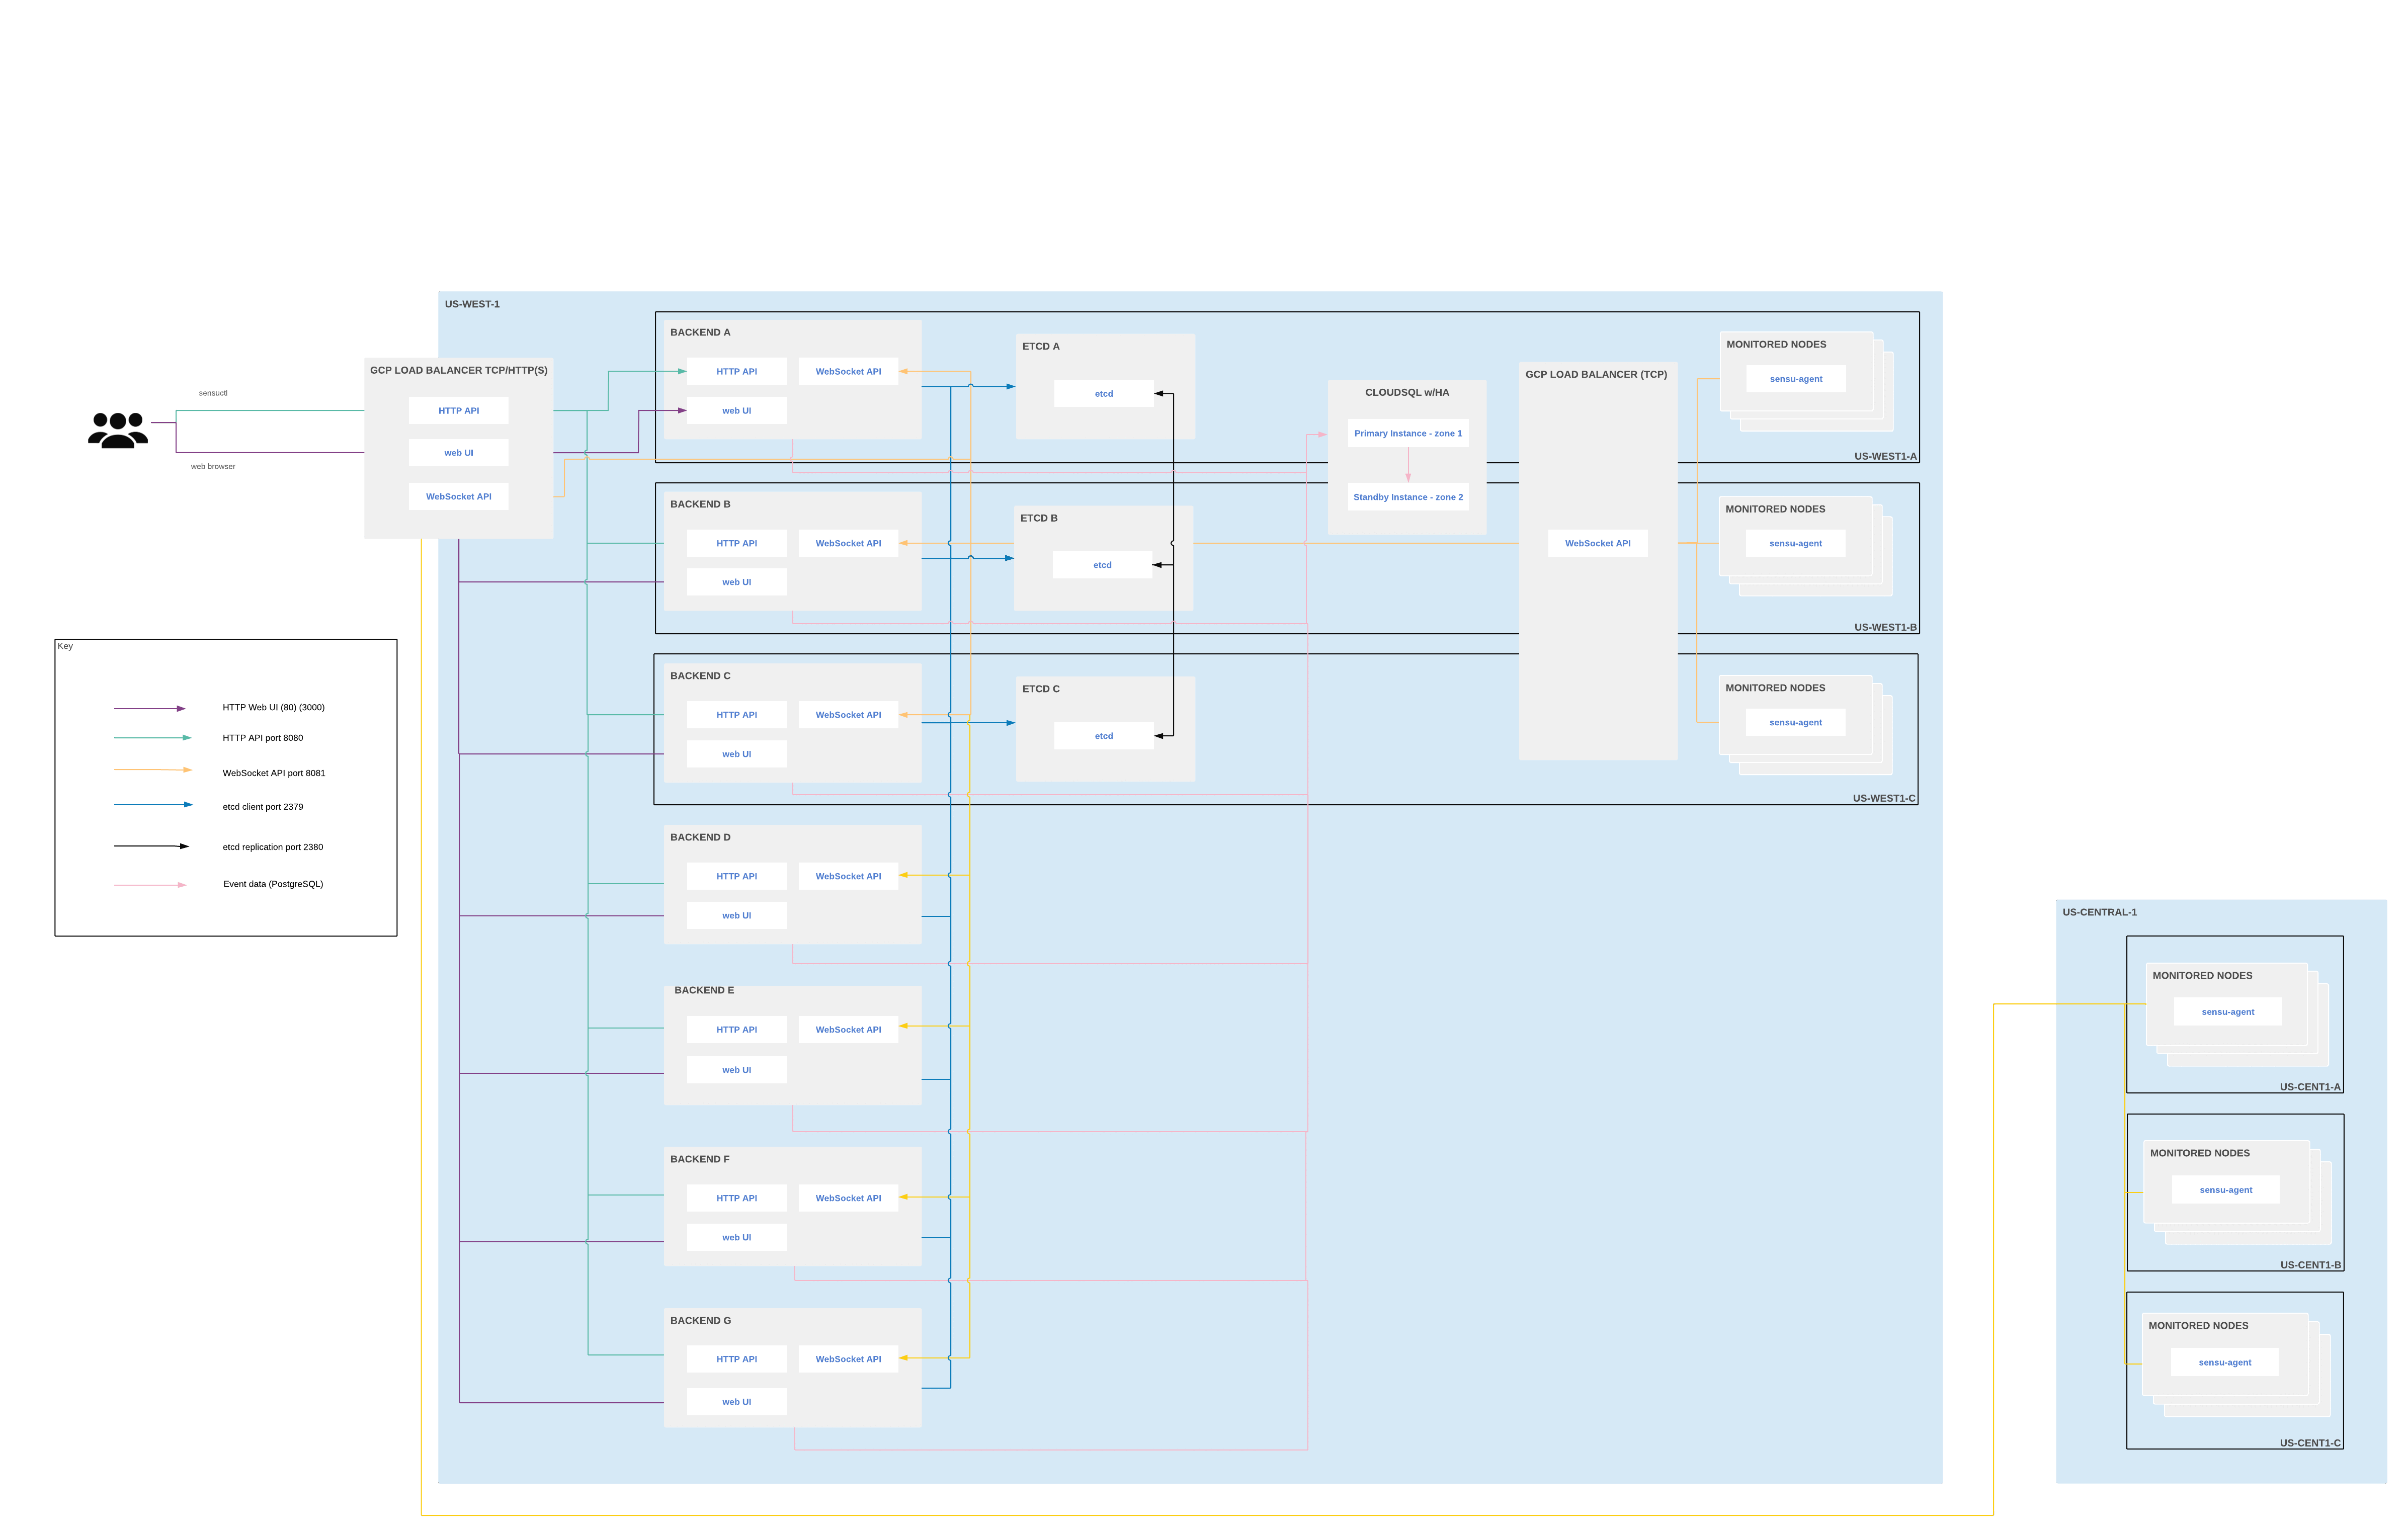 US-WEST-1
sensuctl
web browser
GCP LOAD BALANCER TCP/HTTP(S)
HTTP API
web UI
WebSocket API
BACKEND A
HTTP API
WebSocket API
web UI
ETCD A
etcd
CLOUDSQL w/HA
Primary Instance - zone 1
Standby Instance - zone 2
GCP LOAD BALANCER (TCP)
WebSocket API
MONITORED NODES
sensu-agent
US-WEST1-A
BACKEND B
HTTP API
WebSocket API
web UI
ETCD B
etcd
MONITORED NODES
sensu-agent
US-WEST1-B
BACKEND C
HTTP API
WebSocket API
web UI
ETCD C
etcd
MONITORED NODES
sensu-agent
US-WEST1-C
Key
HTTP Web UI (80) (3000)
HTTP API port 8080
WebSocket API port 8081
etcd client port 2379
etcd replication port 2380
Event data (PostgreSQL)
BACKEND D
HTTP API
WebSocket API
web UI
BACKEND E
HTTP API
WebSocket API
web UI
BACKEND F
HTTP API
WebSocket API
web UI
BACKEND G
HTTP API
WebSocket API
web UI
US-CENTRAL-1
MONITORED NODES
sensu-agent
US-CENT1-A
MONITORED NODES
sensu-agent
US-CENT1-B
MONITORED NODES
sensu-agent
US-CENT1-C